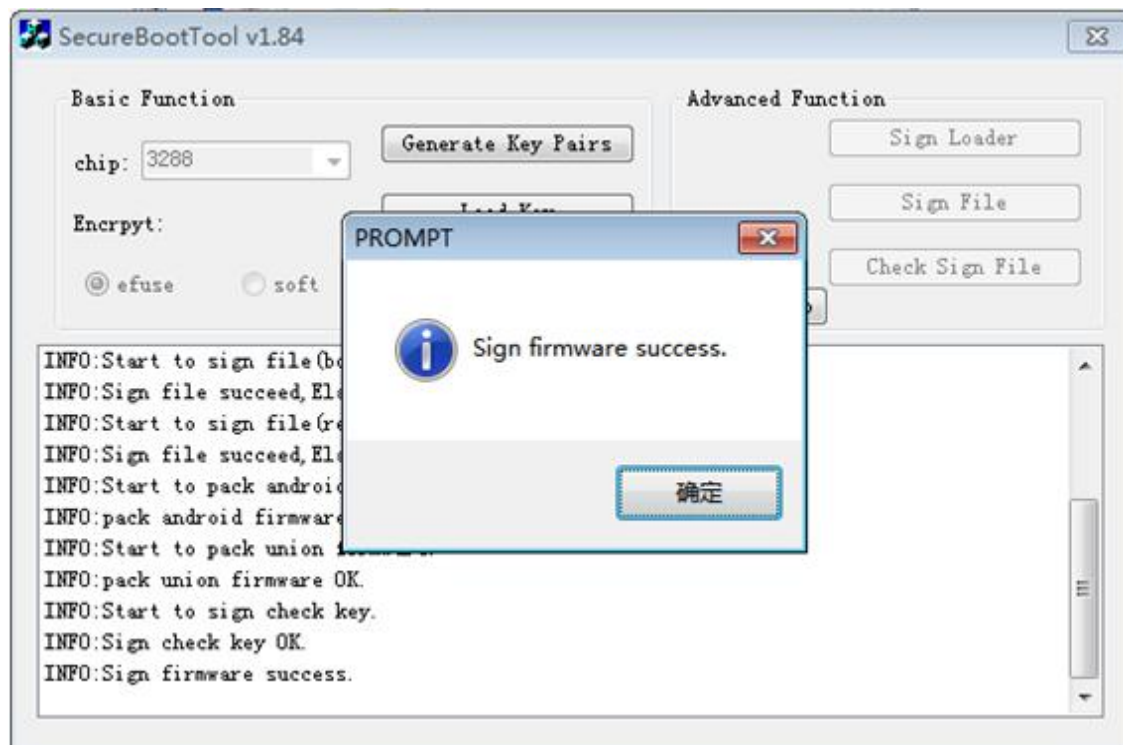 SecureBootTool v1.84
Basic Function
Advanced Function
chip:
3288
Generate Key Pairs
Sign Loader
Sign File
Encrpyt:
efuse
soft
Check Sign File
PROMPT
Sign firmware success.
确定
INFO:Start to sign file(
INFO:Sign file succeed,
INFO:Start to sign file(
INFO:Sign file succeed,
INFO:Start to pack
INFO:pack android firmware
INFO:Start to pack union
INFO:pack union firmware OK.
INFO:Start to sign check key.
INFO:Sign check key OK.
INFO:Sign firmware success.